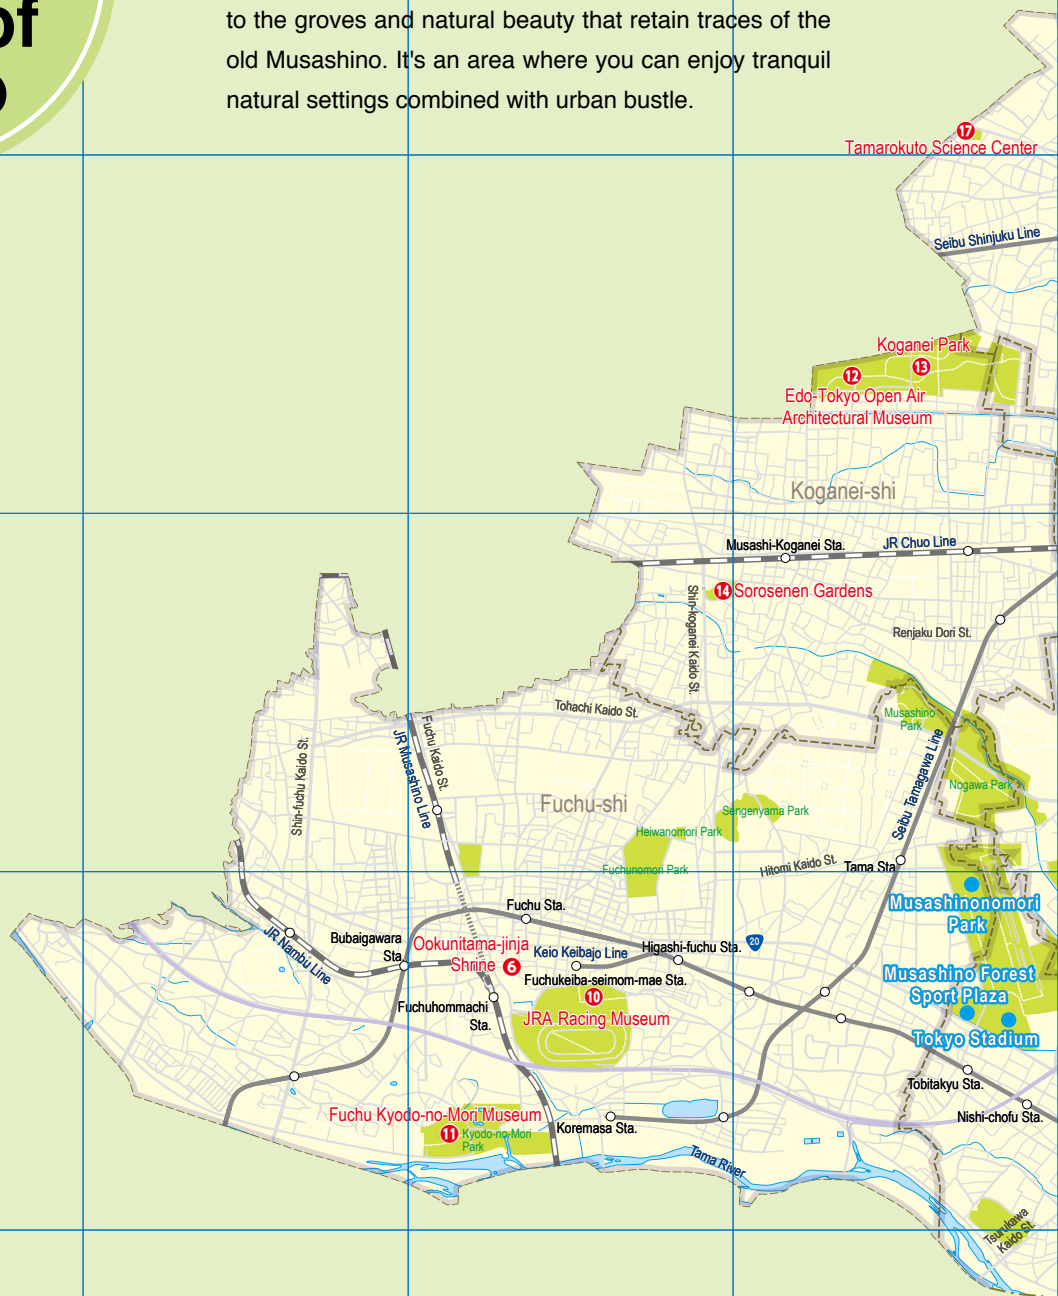 of
to the groves and natural beauty that retain traces of the
old Musashino. It's an area where you can enjoy tranquil
natural settings combined with urban bustle.
17
Tamarokuto Science Center
Seibu Shinjuku Line
Koganei Park
12
13
Edo-Tokyo Open Air
Architectural Museum
Koganei-shi
Musashi-Koganei Sta.
JR Chuo Line
14
Sorosenen Gardens
Shin-koganei Kaido St.
Renjaku Dori St.
Tohachi Kaido St.
Musashino
Park
Fuchu Kaido St.
JR Musashino Line
Shin-fuchu Kaido St.
Seibu Tamagawa Line
Nogawa Park
Fuchu-shi
Sengenyama Park
Heiwanomori Park
Fuchunomori Park
Hitomi Kaido St.
Tama Sta.
Musashinonomori
Park
Fuchu Sta.
JR Nambu Line
Bubaigawara
Sta.
Ookunitama-jinja
Shrine
6
Keio Keibajo Line
Higashi-fuchu Sta.
20
Fuchukeiba-seimom-mae Sta.
Musashino Forest
Sport Plaza
10
Fuchuhommachi
Sta.
JRA Racing Museum
Tokyo Stadium
Tobitakyu Sta.
Fuchu Kyodo-no-Mori Museum
11
Kyodo-no-Mori
Park
Koremasa Sta.
Nishi-chofu Sta.
Tama River
Tsurukawa
Kaido St.